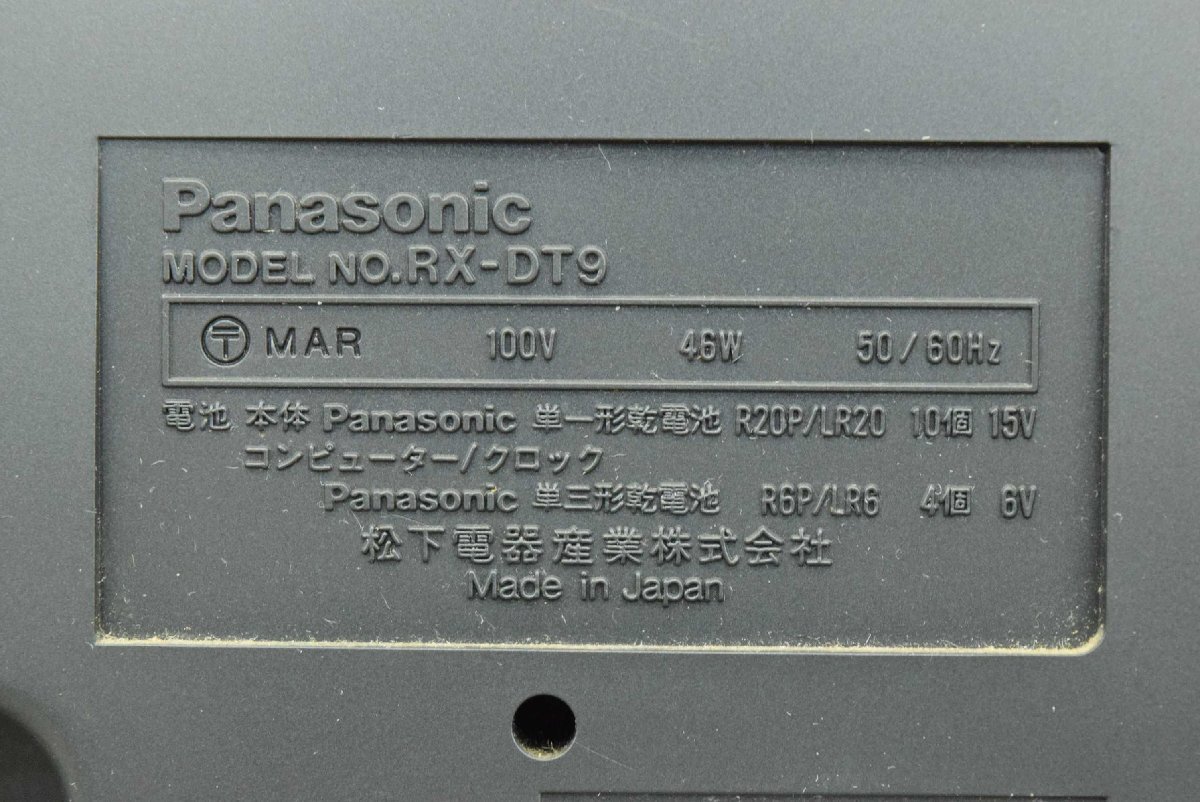 Panasonic
MODEL NO.RX-DT9
〒 MAR 100V 46W 50/60Hz
電池 本体 Panasonic 単一形乾電池 R20P/LR20 10個 15V
コンピューター/クロック
Panasonic 単三形乾電池 R6P/LR6 4個 6V
松下電器産業株式会社
Made in Japan